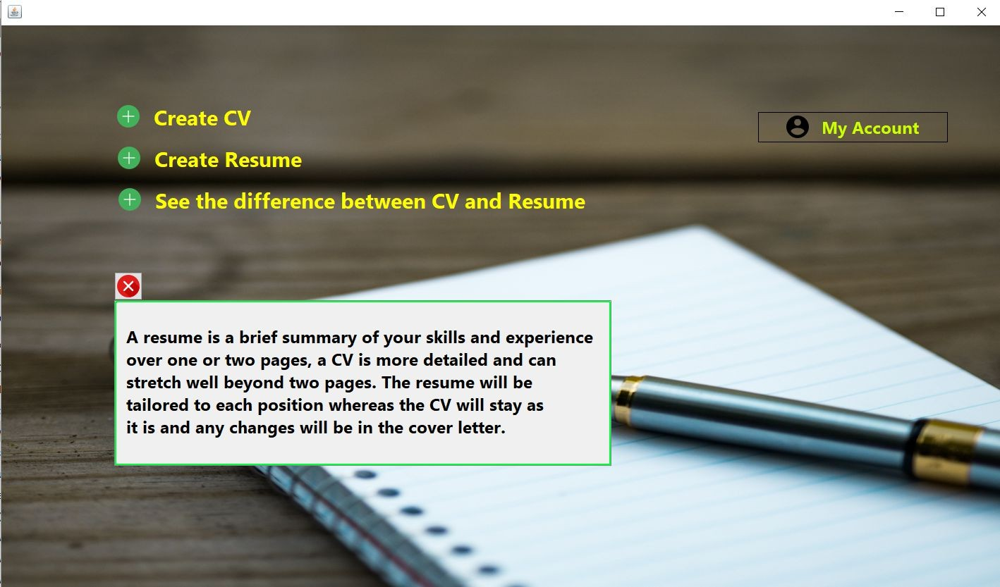 Create CV
My Account
Create Resume
See the difference between CV and Resume
A resume is a brief summary of your skills and experience
over one or two pages, a CV is more detailed and can
stretch well beyond two pages. The resume will be
tailored to each position whereas the CV will stay as
it is and any changes will be in the cover letter.